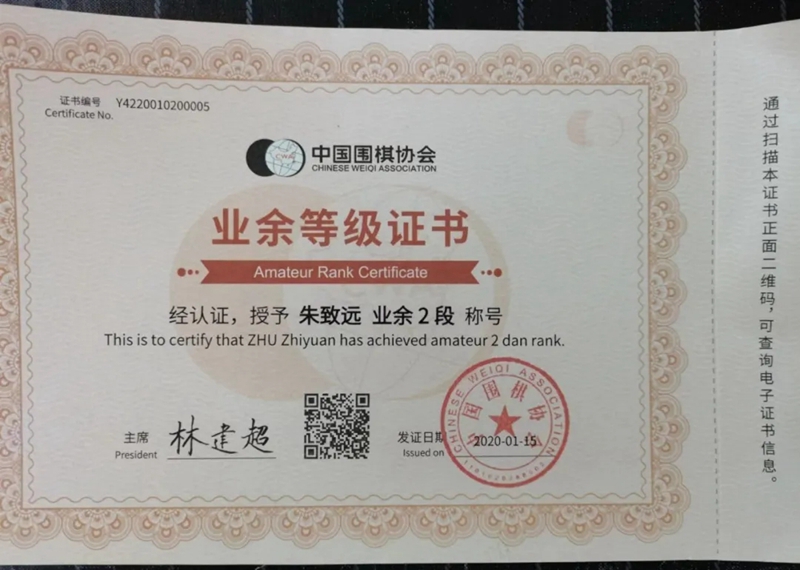 证书编号 Y4220010200005
Certificate No.
CWA
中国围棋协会
CHINESE WEIQI ASSOCIATION
业余等级证书
Amateur Rank Certificate
经认证，授予 朱致远 业余2段 称号
This is to certify that ZHU Zhiyuan has achieved amateur 2 dan rank.
主席 林建超
President
发证日期 2020-01-15
Issued on
CHINESE WEIQI ASSOCIATION
中国围棋协会
通过扫描本证书正面二维码，可查询电子证书信息。